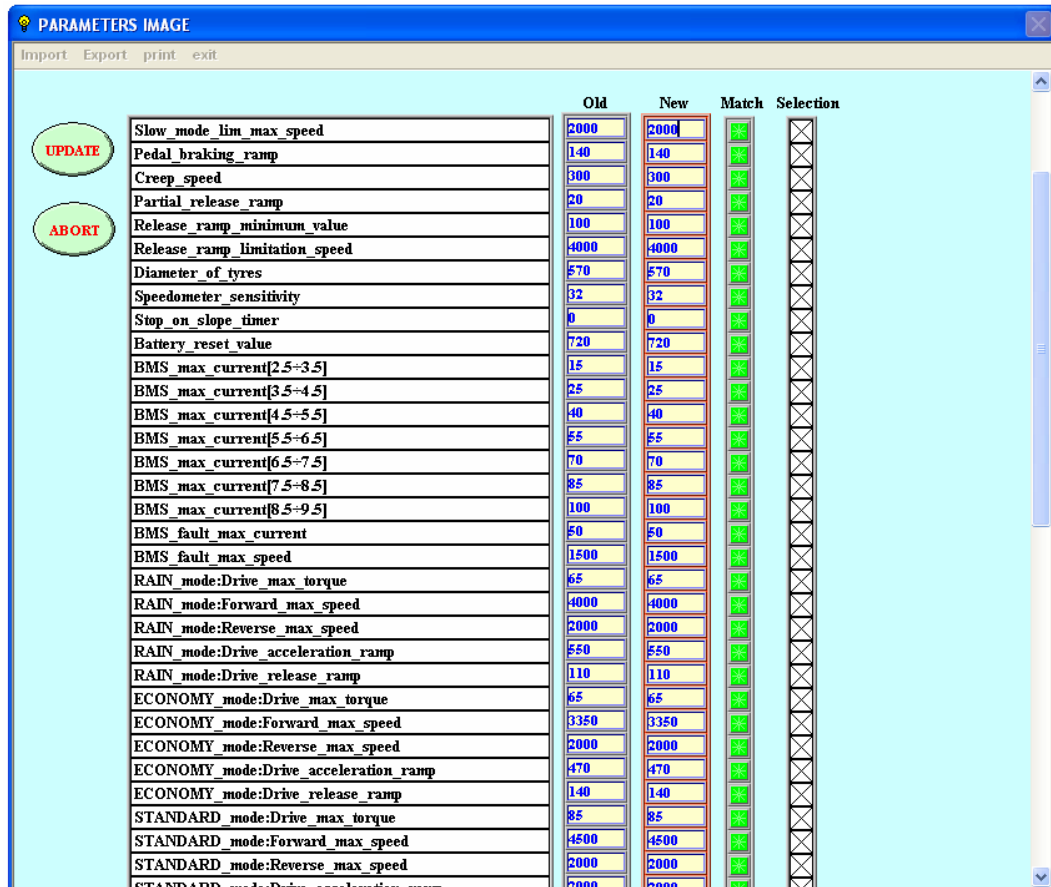 PARAMETERS IMAGE
Import Export print exit
Old New Match Selection
UPDATE
ABORT
Slow_mode_lim_max_speed 2000 2000
Pedal_braking_ramp 140 140
Creep_speed 300 300
Partial_release_ramp 20 20
Release_ramp_minimum_value 100 100
Release_ramp_limitation_speed 4000 4000
Diameter_of_tyres 570 570
Speedometer_sensitivity 32 32
Stop_on_slope_timer 0 0
Battery_reset_value 720 720
BMS_max_current[2.5÷3.5] 15 15
BMS_max_current[3.5÷4.5] 25 25
BMS_max_current[4.5÷5.5] 40 40
BMS_max_current[5.5÷6.5] 55 55
BMS_max_current[6.5÷7.5] 70 70
BMS_max_current[7.5÷8.5] 85 85
BMS_max_current[8.5÷9.5] 100 100
BMS_fault_max_current 50 50
BMS_fault_max_speed 1500 1500
RAIN_mode:Drive_max_torque 65 65
RAIN_mode:Forward_max_speed 4000 4000
RAIN_mode:Reverse_max_speed 2000 2000
RAIN_mode:Drive_acceleration_ramp 550 550
RAIN_mode:Drive_release_ramp 110 110
ECONOMY_mode:Drive_max_torque 65 65
ECONOMY_mode:Forward_max_speed 3350 3350
ECONOMY_mode:Reverse_max_speed 2000 2000
ECONOMY_mode:Drive_acceleration_ramp 470 470
ECONOMY_mode:Drive_release_ramp 140 140
STANDARD_mode:Drive_max_torque 85 85
STANDARD_mode:Forward_max_speed 4500 4500
STANDARD_mode:Reverse_max_speed 2000 2000